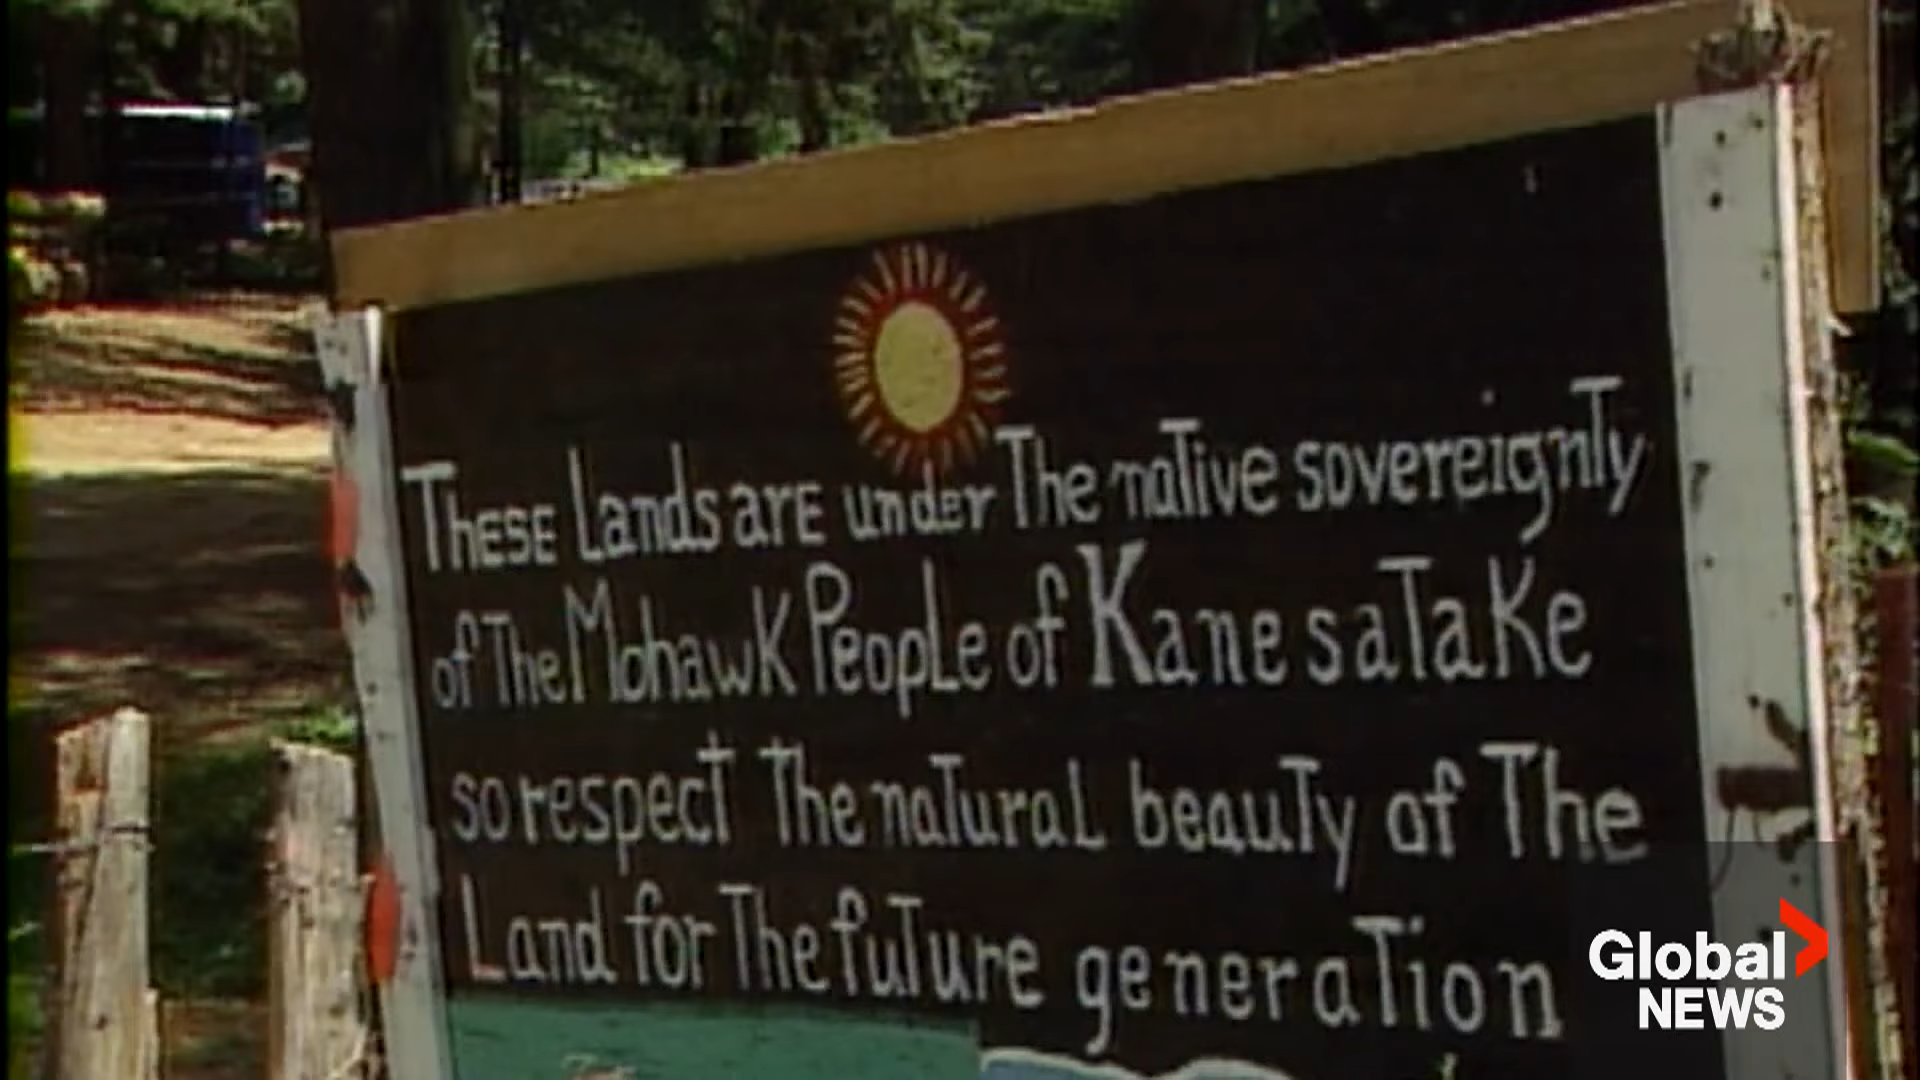 These Lands are under The native sovereignty
of The Mohawk People of Kanesatake
so respect The natural beauty of The
Land for The future generation
Global
NEWS